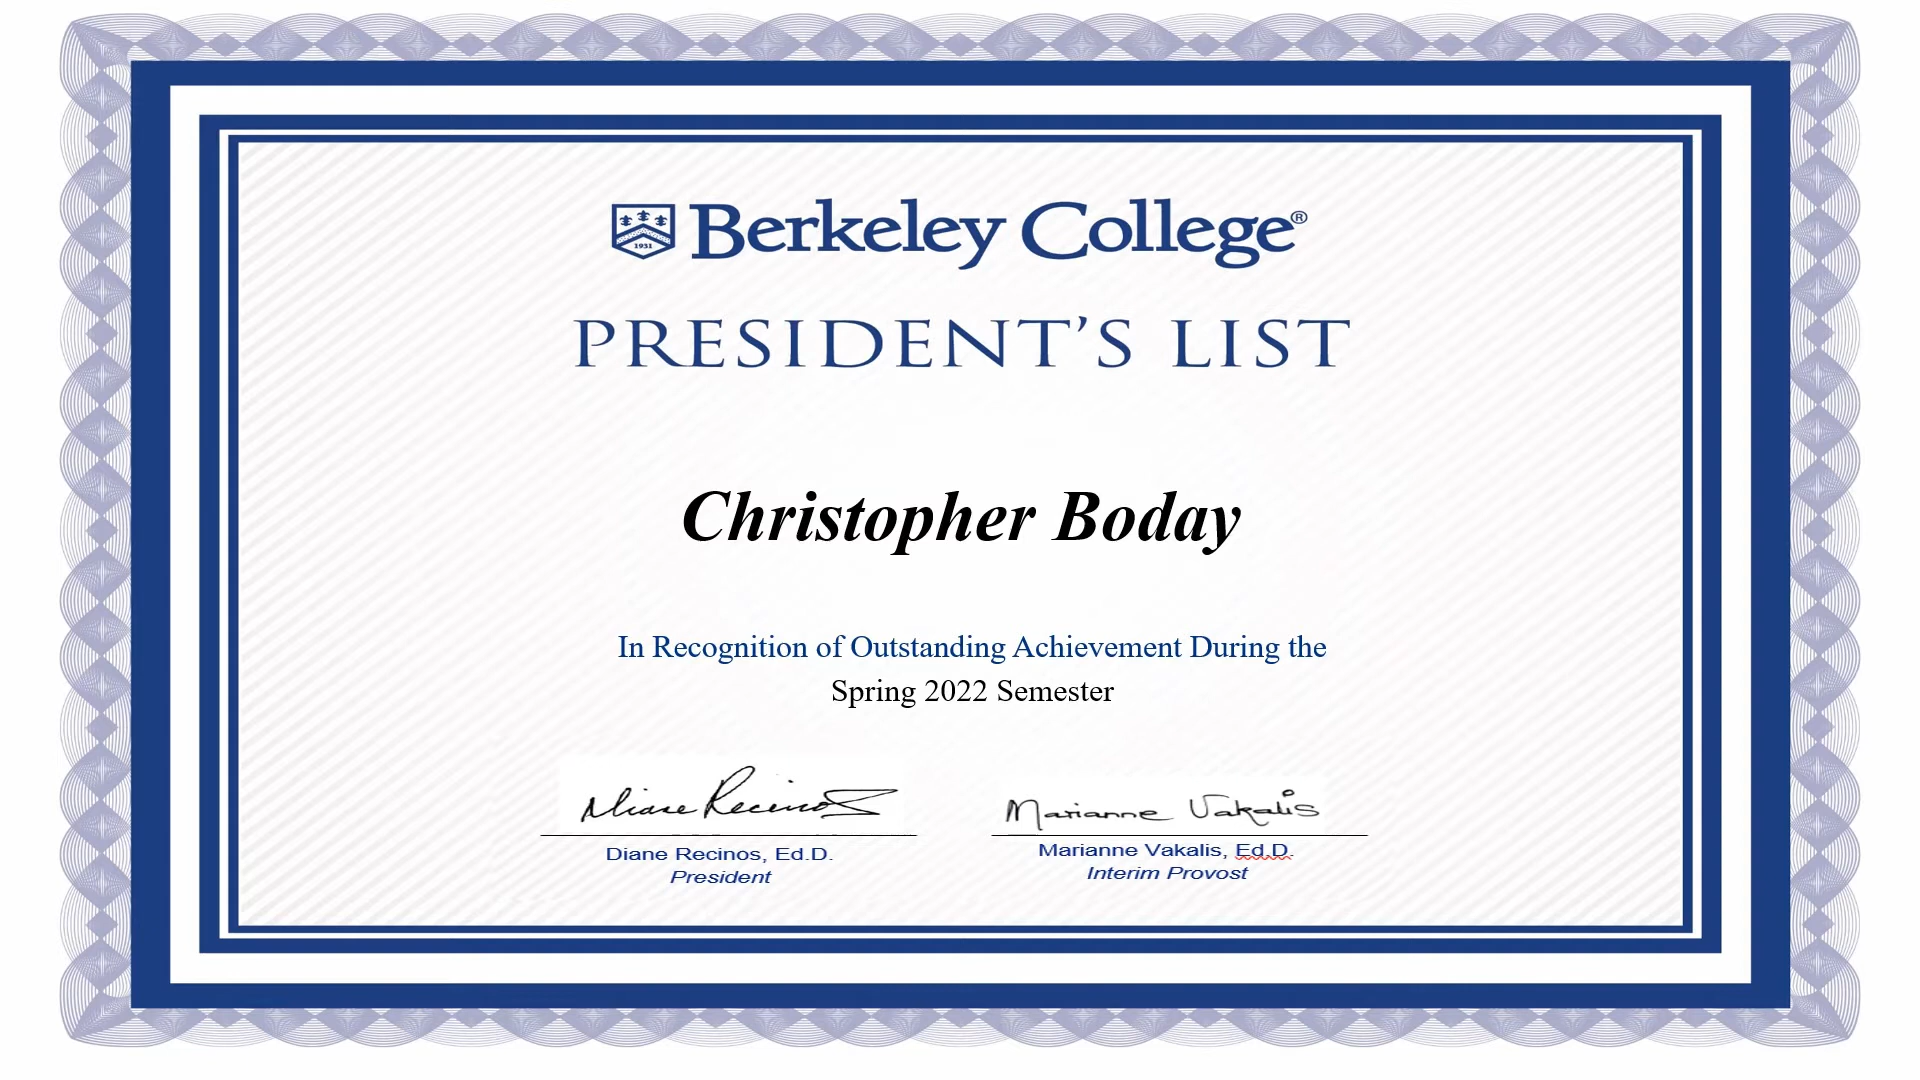 1931
Berkeley College®
PRESIDENT'S LIST
Christopher Boday
In Recognition of Outstanding Achievement During the
Spring 2022 Semester
Diane Recinos
Marianne Vakalis
Diane Recinos, Ed.D.
President
Marianne Vakalis, Ed.D.
Interim Provost